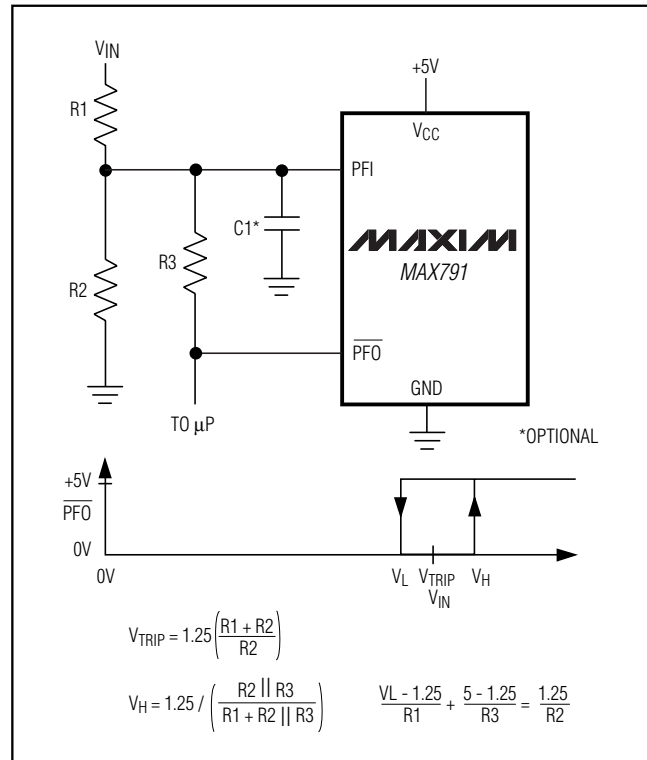 VIN
R1
+5V
VCC
PFI
C1*
MAXIM
MAX791
R3
R2
PFO
GND
TO μP
*OPTIONAL
+5V
PFO
0V
0V
VL VTRIP VH
VIN
VTRIP = 1.25 (R1 + R2 / R2)
VH = 1.25 / (R2 || R3 / R1 + R2 || R3)
VL - 1.25 / R1 + 5 - 1.25 / R3 = 1.25 / R2